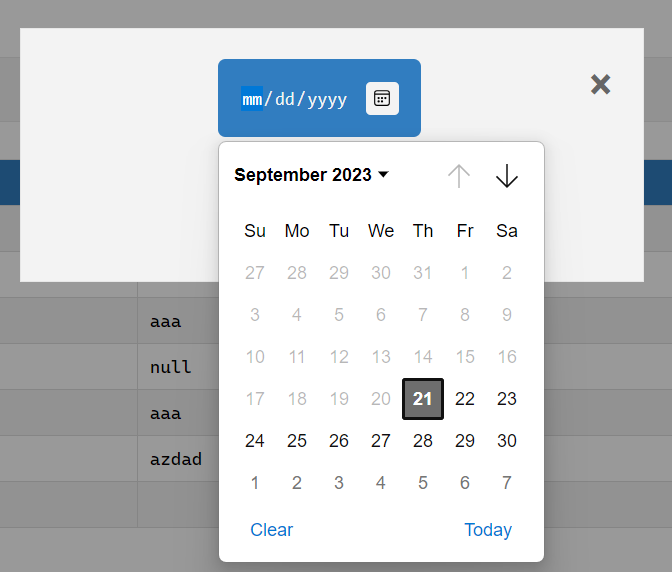 mm/dd/yyyy
September 2023
Su Mo Tu We Th Fr Sa
27 28 29 30 31 1 2
3 4 5 6 7 8 9
10 11 12 13 14 15 16
17 18 19 20 21 22 23
24 25 26 27 28 29 30
1 2 3 4 5 6 7
Clear Today
aaa
null
aaa
azdad